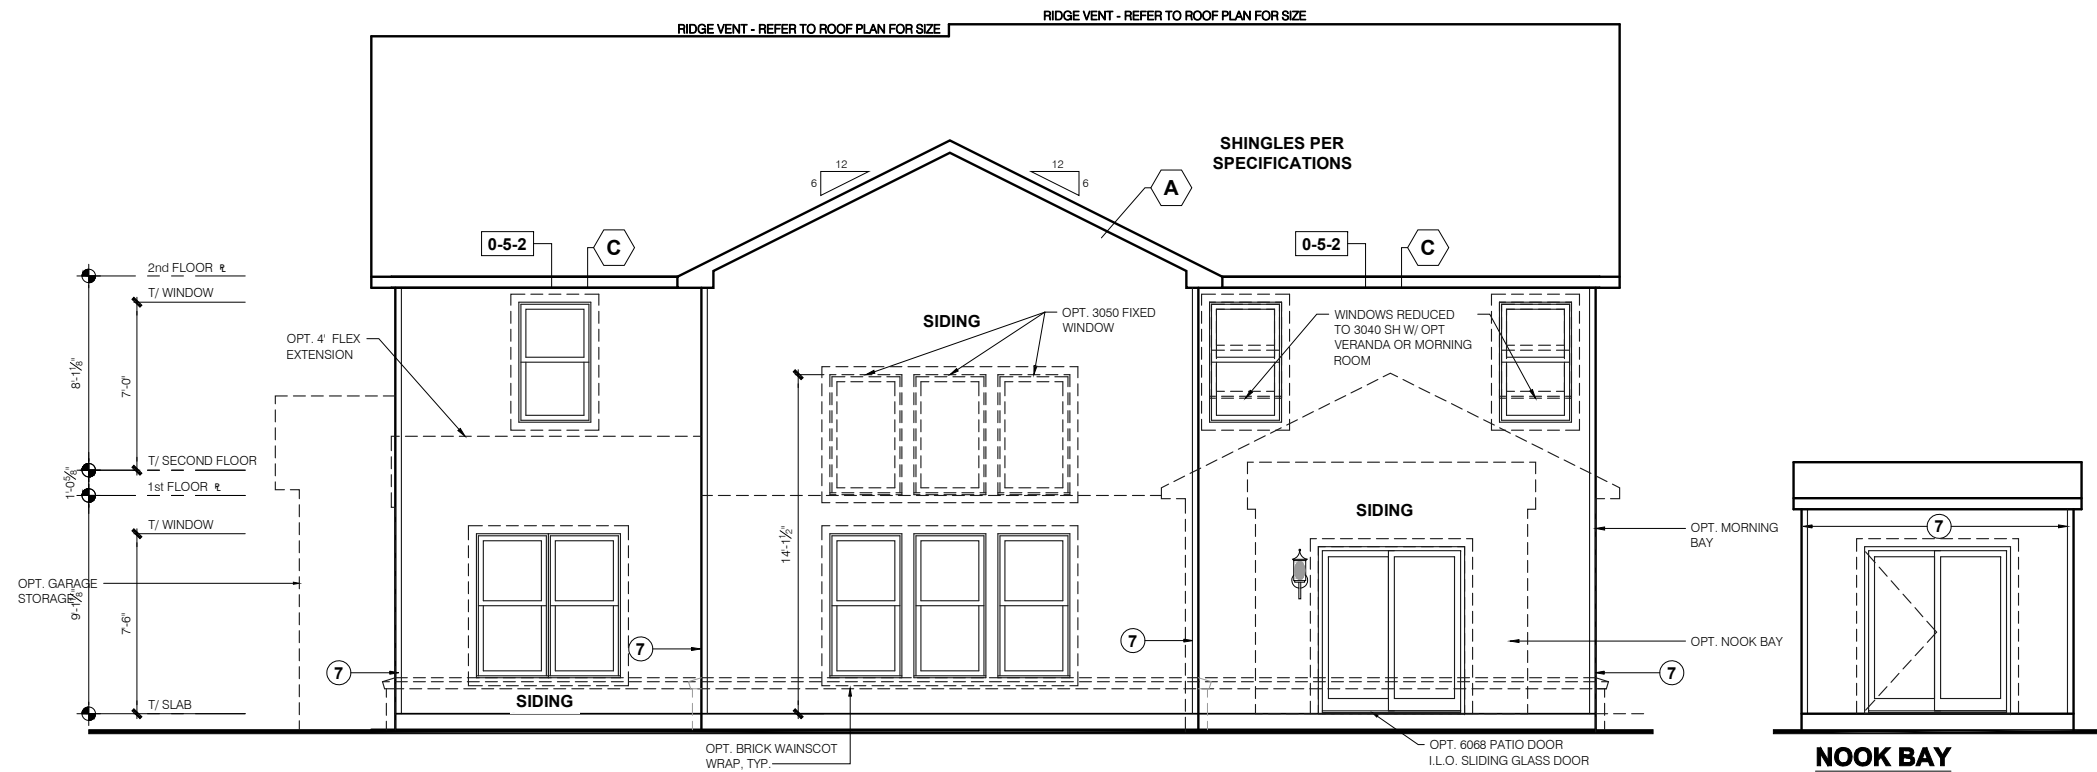 RIDGE VENT - REFER TO ROOF PLAN FOR SIZE
RIDGE VENT - REFER TO ROOF PLAN FOR SIZE
SHINGLES PER
SPECIFICATIONS
12
6
12
6
A
0-5-2
C
0-5-2
C
2nd FLOOR ℄
T/ WINDOW
8'-1⅛"
7'-0"
OPT. 4' FLEX
EXTENSION
SIDING
OPT. 3050 FIXED
WINDOW
WINDOWS REDUCED
TO 3040 SH W/ OPT
VERANDA OR MORNING
ROOM
T/ SECOND FLOOR
1'-0⅝"
1st FLOOR ℄
T/ WINDOW
14'-1½"
SIDING
OPT. MORNING
BAY
7
OPT. GARAGE
STORAGE
9'-1⅛"
7'-6"
7
7
7
7
OPT. NOOK BAY
SIDING
T/ SLAB
OPT. BRICK WAINSCOT
WRAP, TYP.
OPT. 6068 PATIO DOOR
I.L.O. SLIDING GLASS DOOR
NOOK BAY